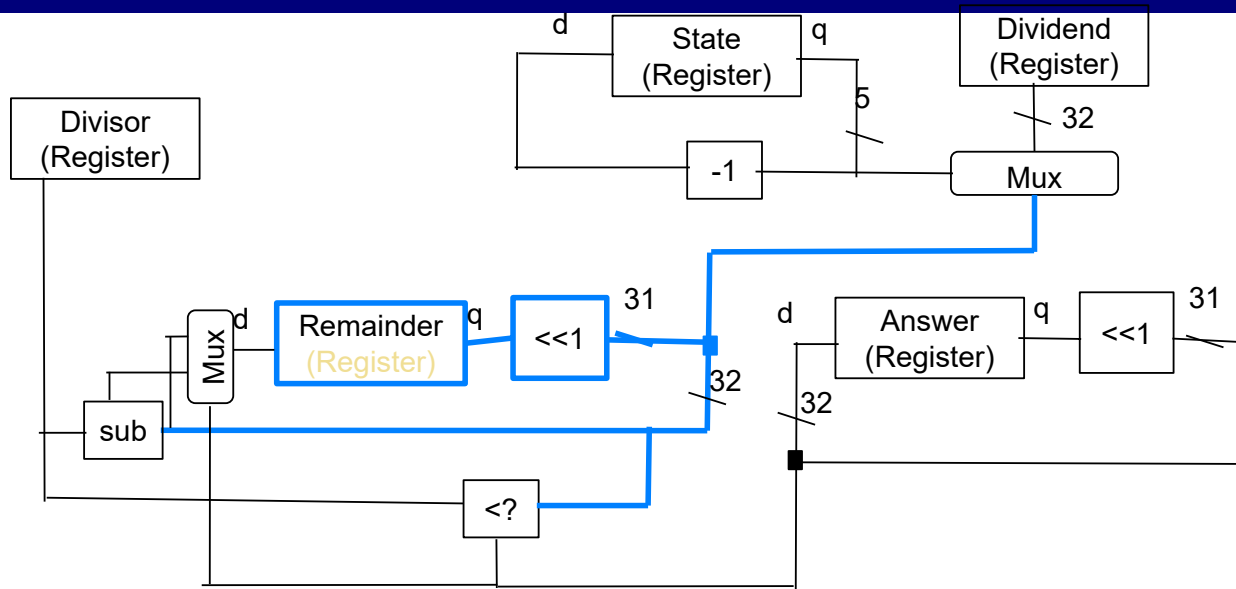 d
State
(Register)
q
Dividend
(Register)
5
32
Divisor
(Register)
-1
Mux
Mux
d
Remainder
(Register)
q
<<1
31
32
d
Answer
(Register)
q
<<1
31
32
sub
<?